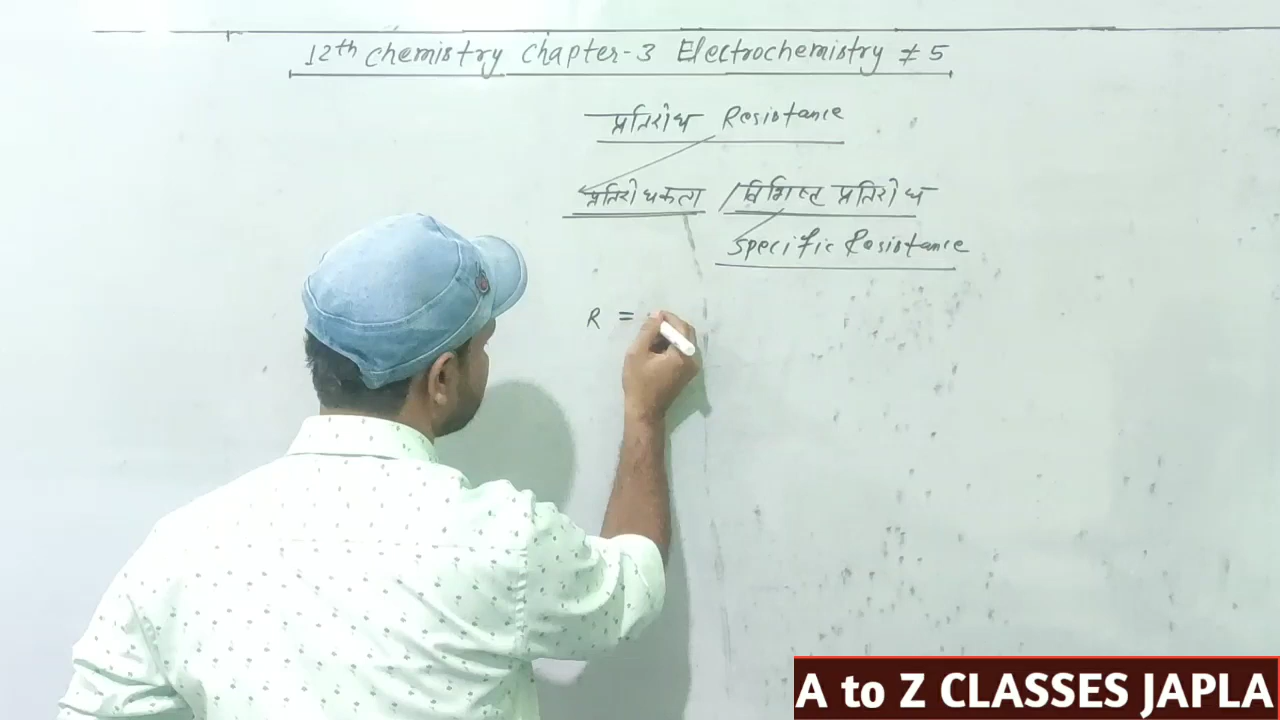 12th Chemistry Chapter-3 Electrochemistry # 5
प्रतिरोध Resistance
प्रतिरोधकता / विशिष्ट प्रतिरोध
Specific Resistance
R =
A to Z CLASSES JAPLA